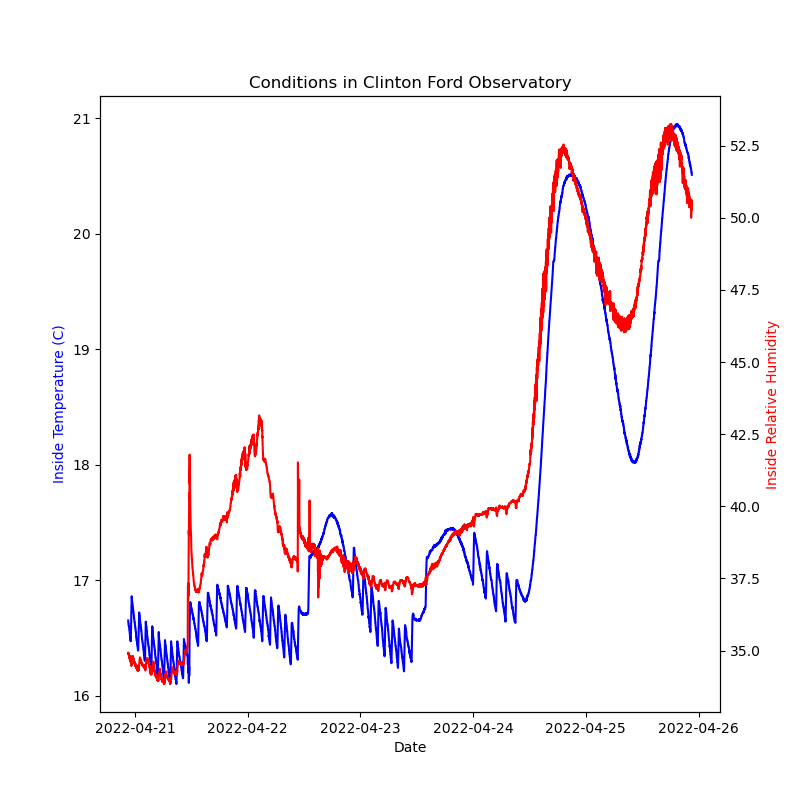 Conditions in Clinton Ford Observatory
21
20
19
18
17
16
Inside Temperature (C)
52.5
50.0
47.5
45.0
42.5
40.0
37.5
35.0
Inside Relative Humidity
2022-04-21 2022-04-22 2022-04-23 2022-04-24 2022-04-25 2022-04-26
Date